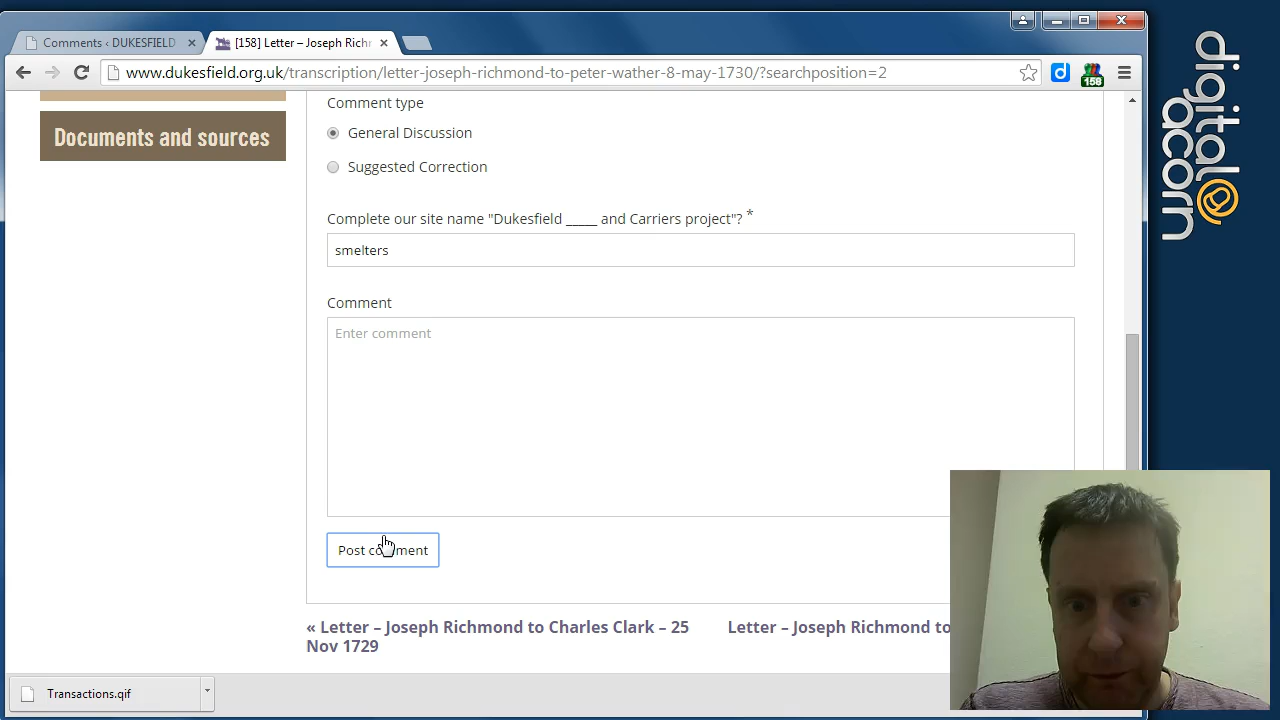 Comments ‹ DUKESFIELD
[158] Letter – Joseph Richm
www.dukesfield.org.uk/transcription/letter-joseph-richmond-to-peter-wather-8-may-1730/?searchposition=2
158
Documents and sources
Comment type
General Discussion
Suggested Correction
Complete our site name "Dukesfield _____ and Carriers project"? *
smelters
Comment
Enter comment
Post comment
« Letter – Joseph Richmond to Charles Clark – 25
Nov 1729
Letter – Joseph Richmond to
Transactions.qif
digital@
acorn